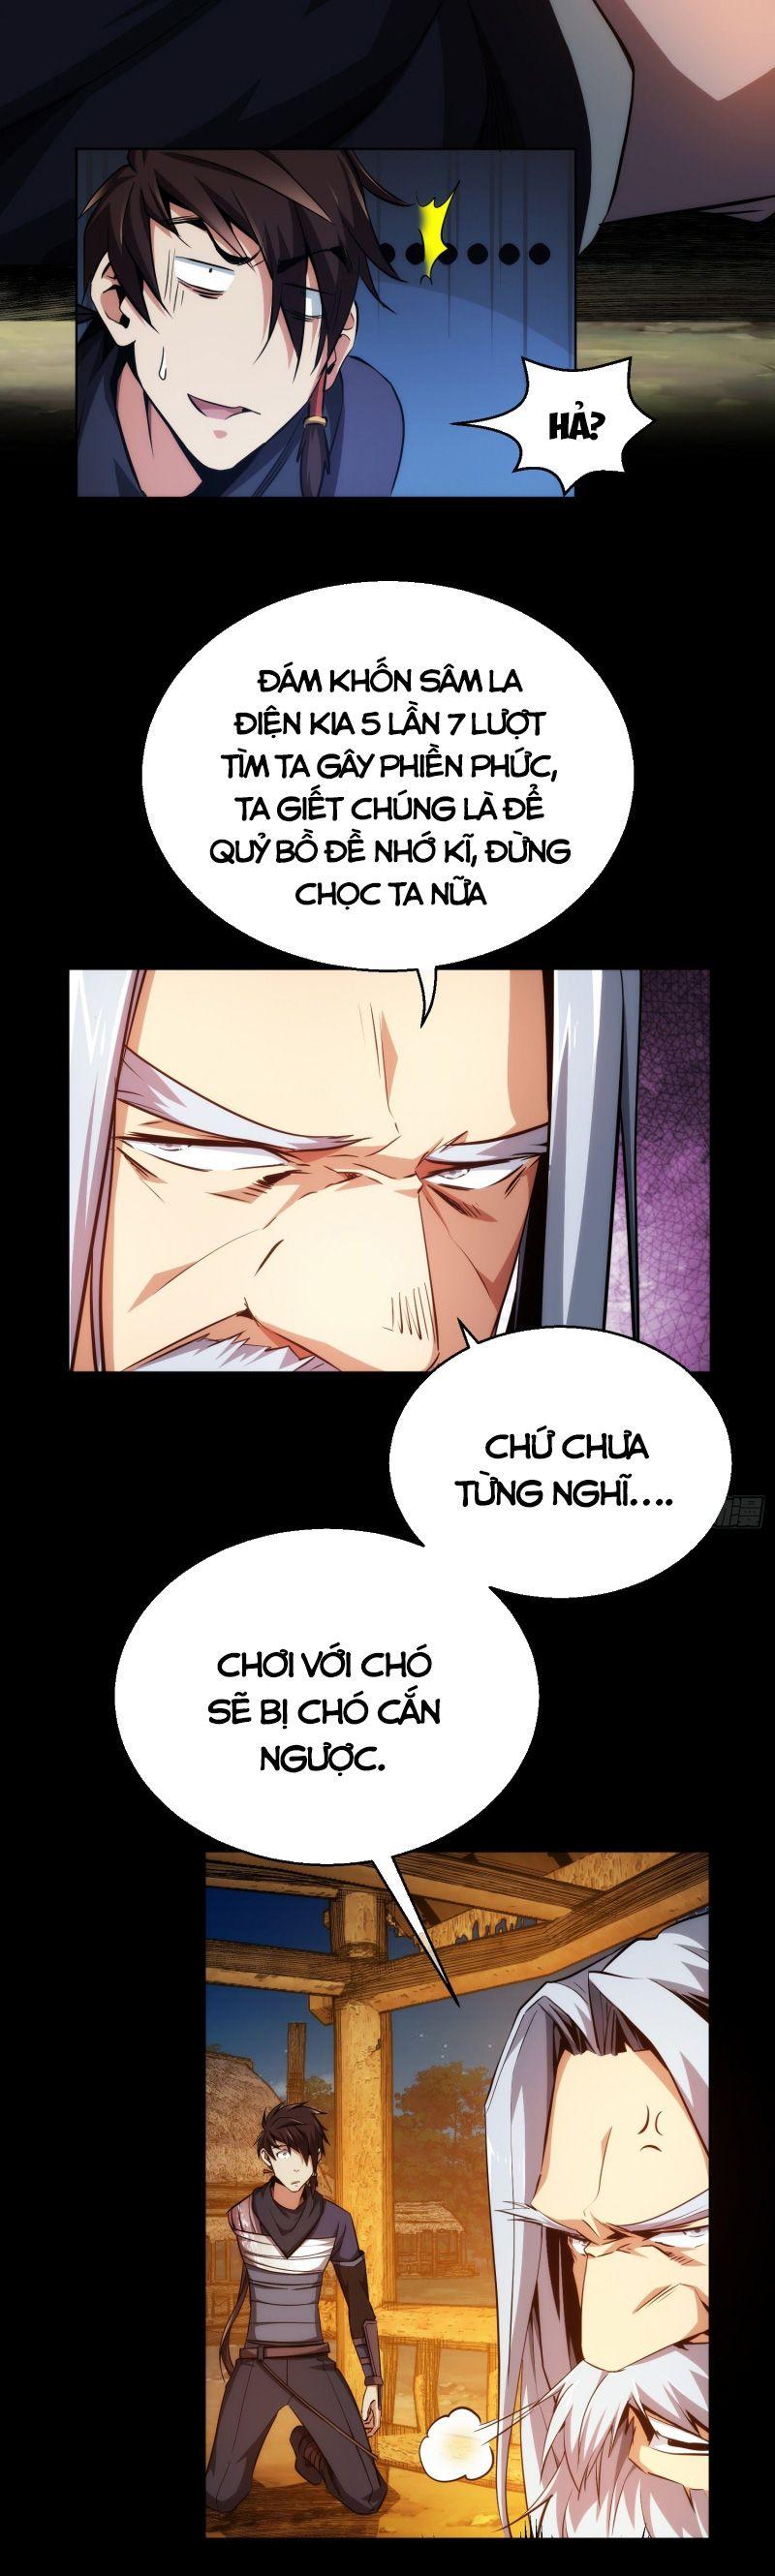 HẢ?
ĐÁM KHỐN SÂM LA
ĐIỆN KIA 5 LẦN 7 LƯỢT
TÌM TA GÂY PHIỀN PHỨC,
TA GIẾT CHÚNG LÀ ĐỂ
QUỶ BỒ ĐỀ NHỚ KĨ, ĐỪNG
CHỌC TA NỮA
CHỨ CHƯA
TỪNG NGHĨ....
CHƠI VỚI CHÓ
SẼ BỊ CHÓ CẮN
NGƯỢC.